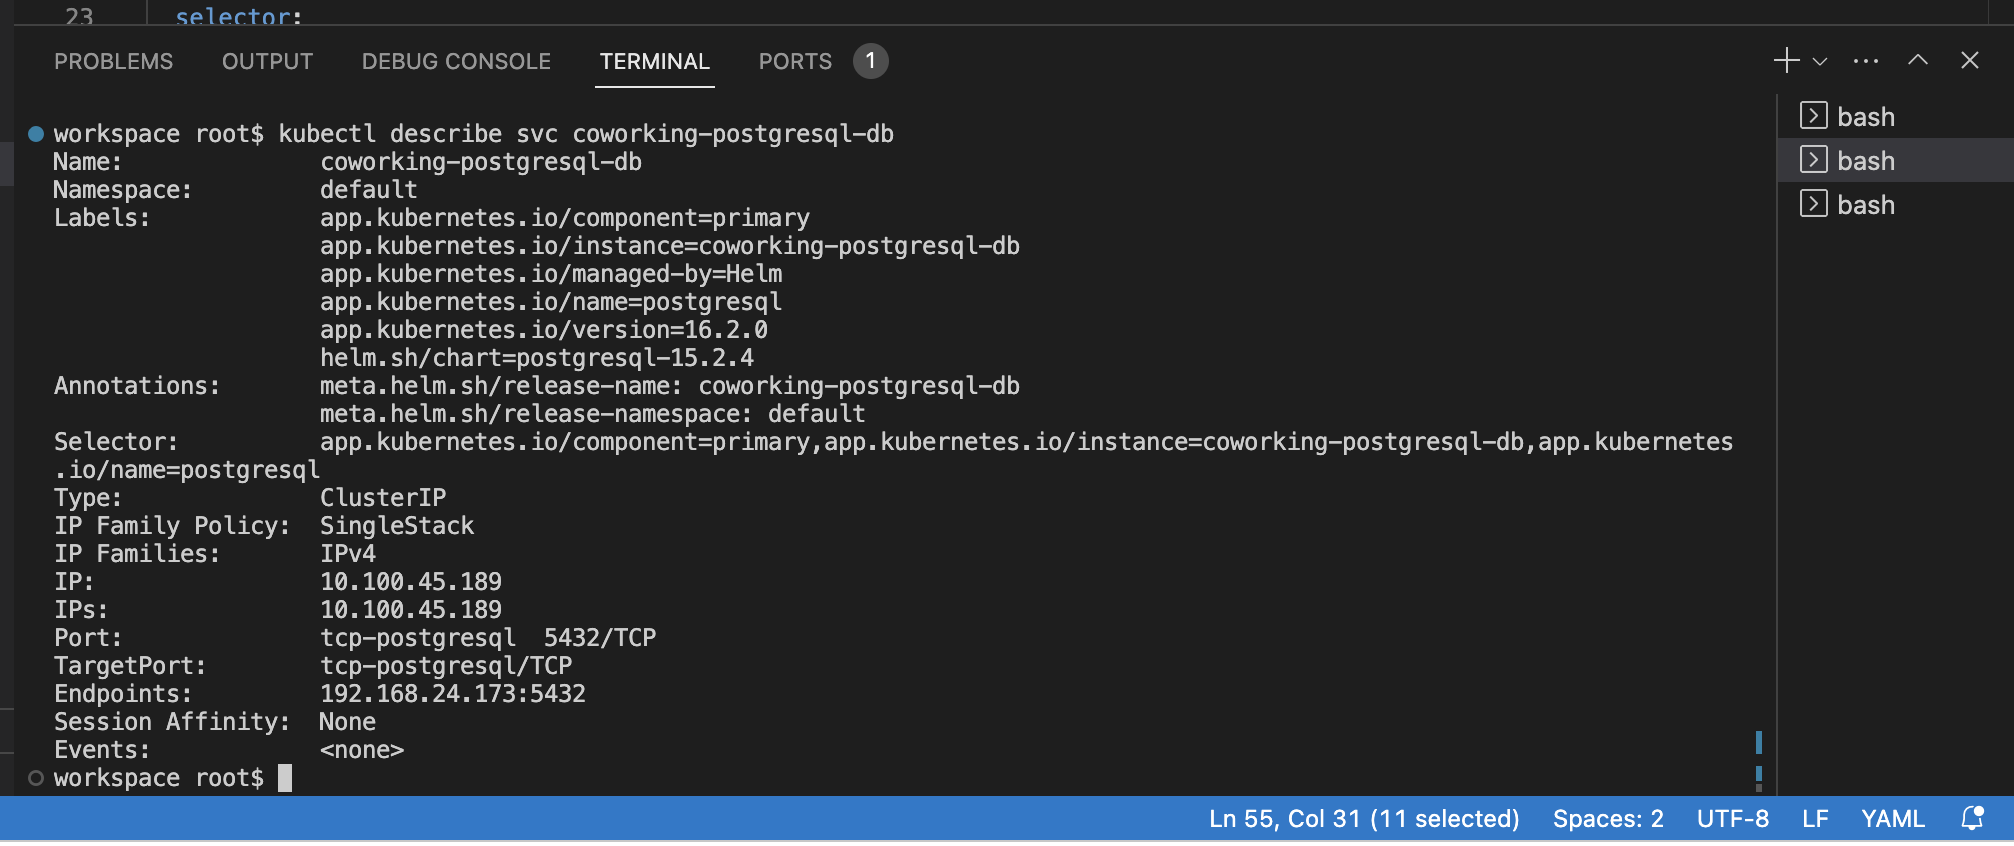 23 selector:
PROBLEMS OUTPUT DEBUG CONSOLE TERMINAL PORTS 1
workspace root$ kubectl describe svc coworking-postgresql-db
Name: coworking-postgresql-db
Namespace: default
Labels: app.kubernetes.io/component=primary
app.kubernetes.io/instance=coworking-postgresql-db
app.kubernetes.io/managed-by=Helm
app.kubernetes.io/name=postgresql
app.kubernetes.io/version=16.2.0
helm.sh/chart=postgresql-15.2.4
Annotations: meta.helm.sh/release-name: coworking-postgresql-db
meta.helm.sh/release-namespace: default
Selector: app.kubernetes.io/component=primary,app.kubernetes.io/instance=coworking-postgresql-db,app.kubernetes
.io/name=postgresql
Type: ClusterIP
IP Family Policy: SingleStack
IP Families: IPv4
IP: 10.100.45.189
IPs: 10.100.45.189
Port: tcp-postgresql 5432/TCP
TargetPort: tcp-postgresql/TCP
Endpoints: 192.168.24.173:5432
Session Affinity: None
Events: <none>
workspace root$
bash
bash
bash
Ln 55, Col 31 (11 selected) Spaces: 2 UTF-8 LF YAML